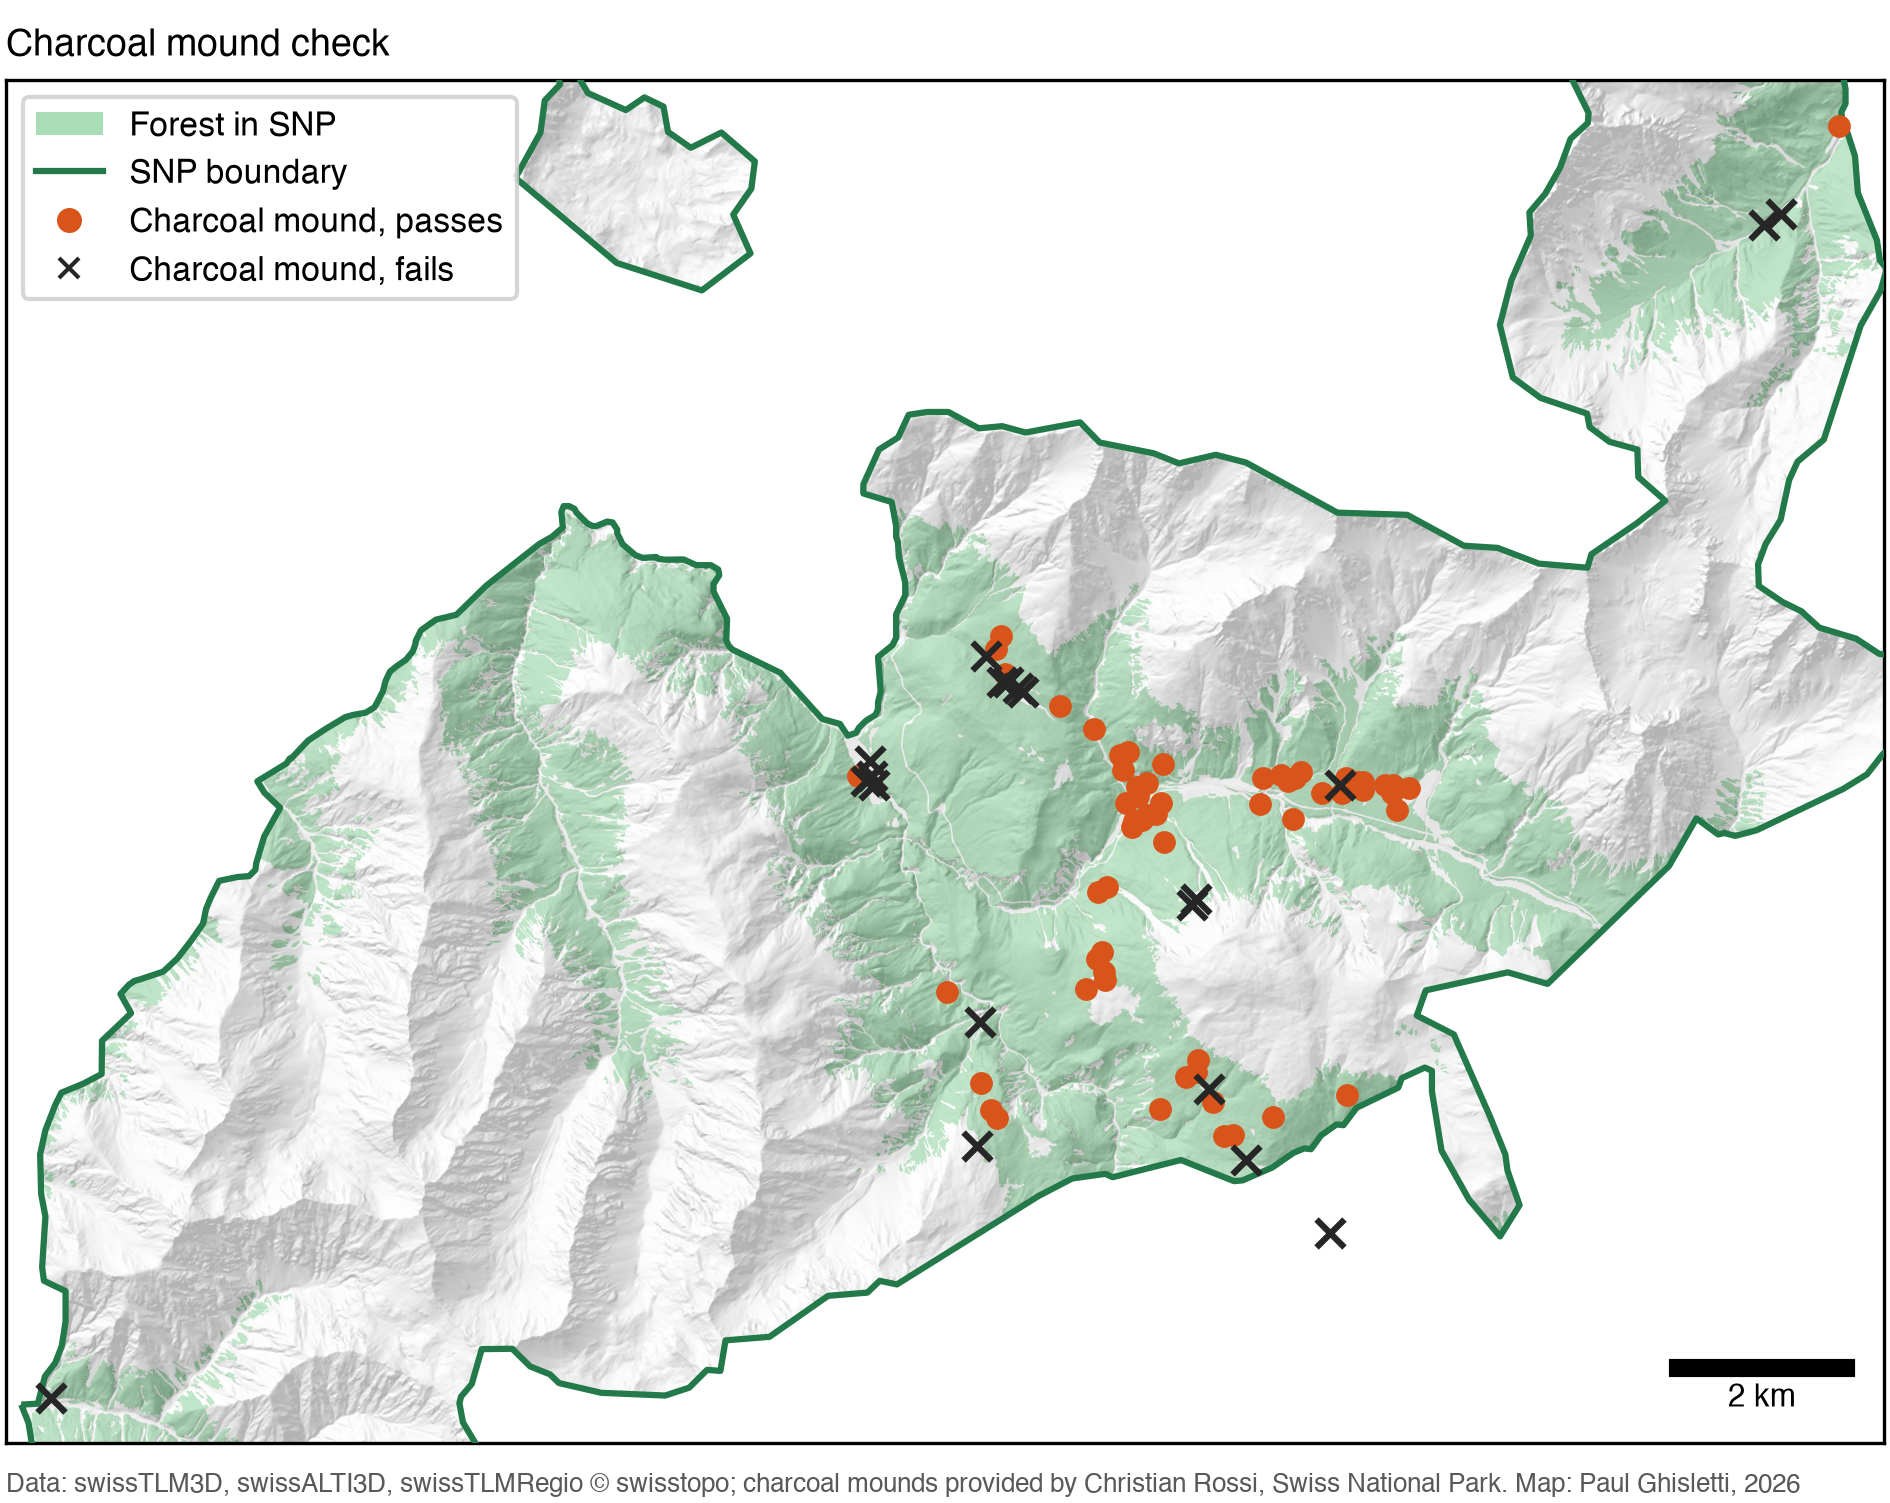 Charcoal mound check
Forest in SNP
SNP boundary
Charcoal mound, passes
Charcoal mound, fails
2 km
Data: swissTLM3D, swissALTI3D, swissTLMRegio © swisstopo; charcoal mounds provided by Christian Rossi, Swiss National Park. Map: Paul Ghisletti, 2026